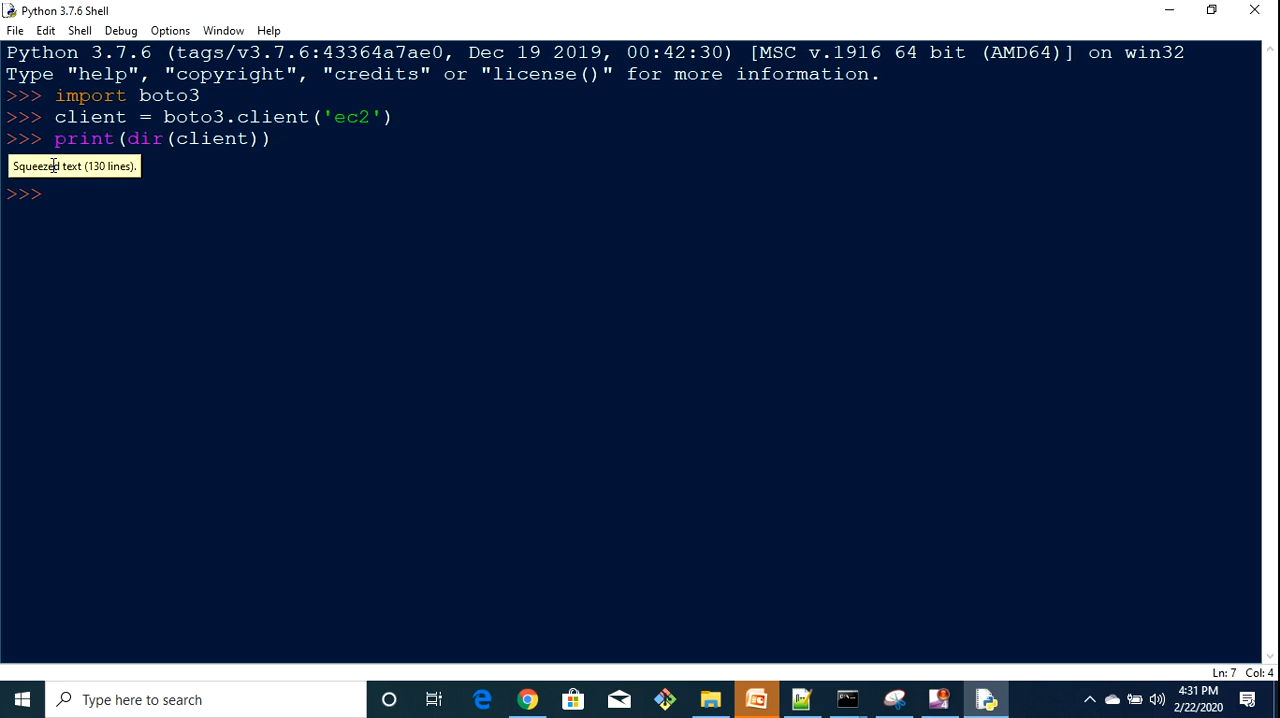 Python 3.7.6 Shell
File Edit Shell Debug Options Window Help
Python 3.7.6 (tags/v3.7.6:43364a7ae0, Dec 19 2019, 00:42:30) [MSC v.1916 64 bit (AMD64)] on win32
Type "help", "copyright", "credits" or "license()" for more information.
>>> import boto3
>>> client = boto3.client('ec2')
>>> print(dir(client))
Squeezed text (130 lines).
>>>
Ln: 7 Col: 4
Type here to search
4:31 PM
2/22/2020